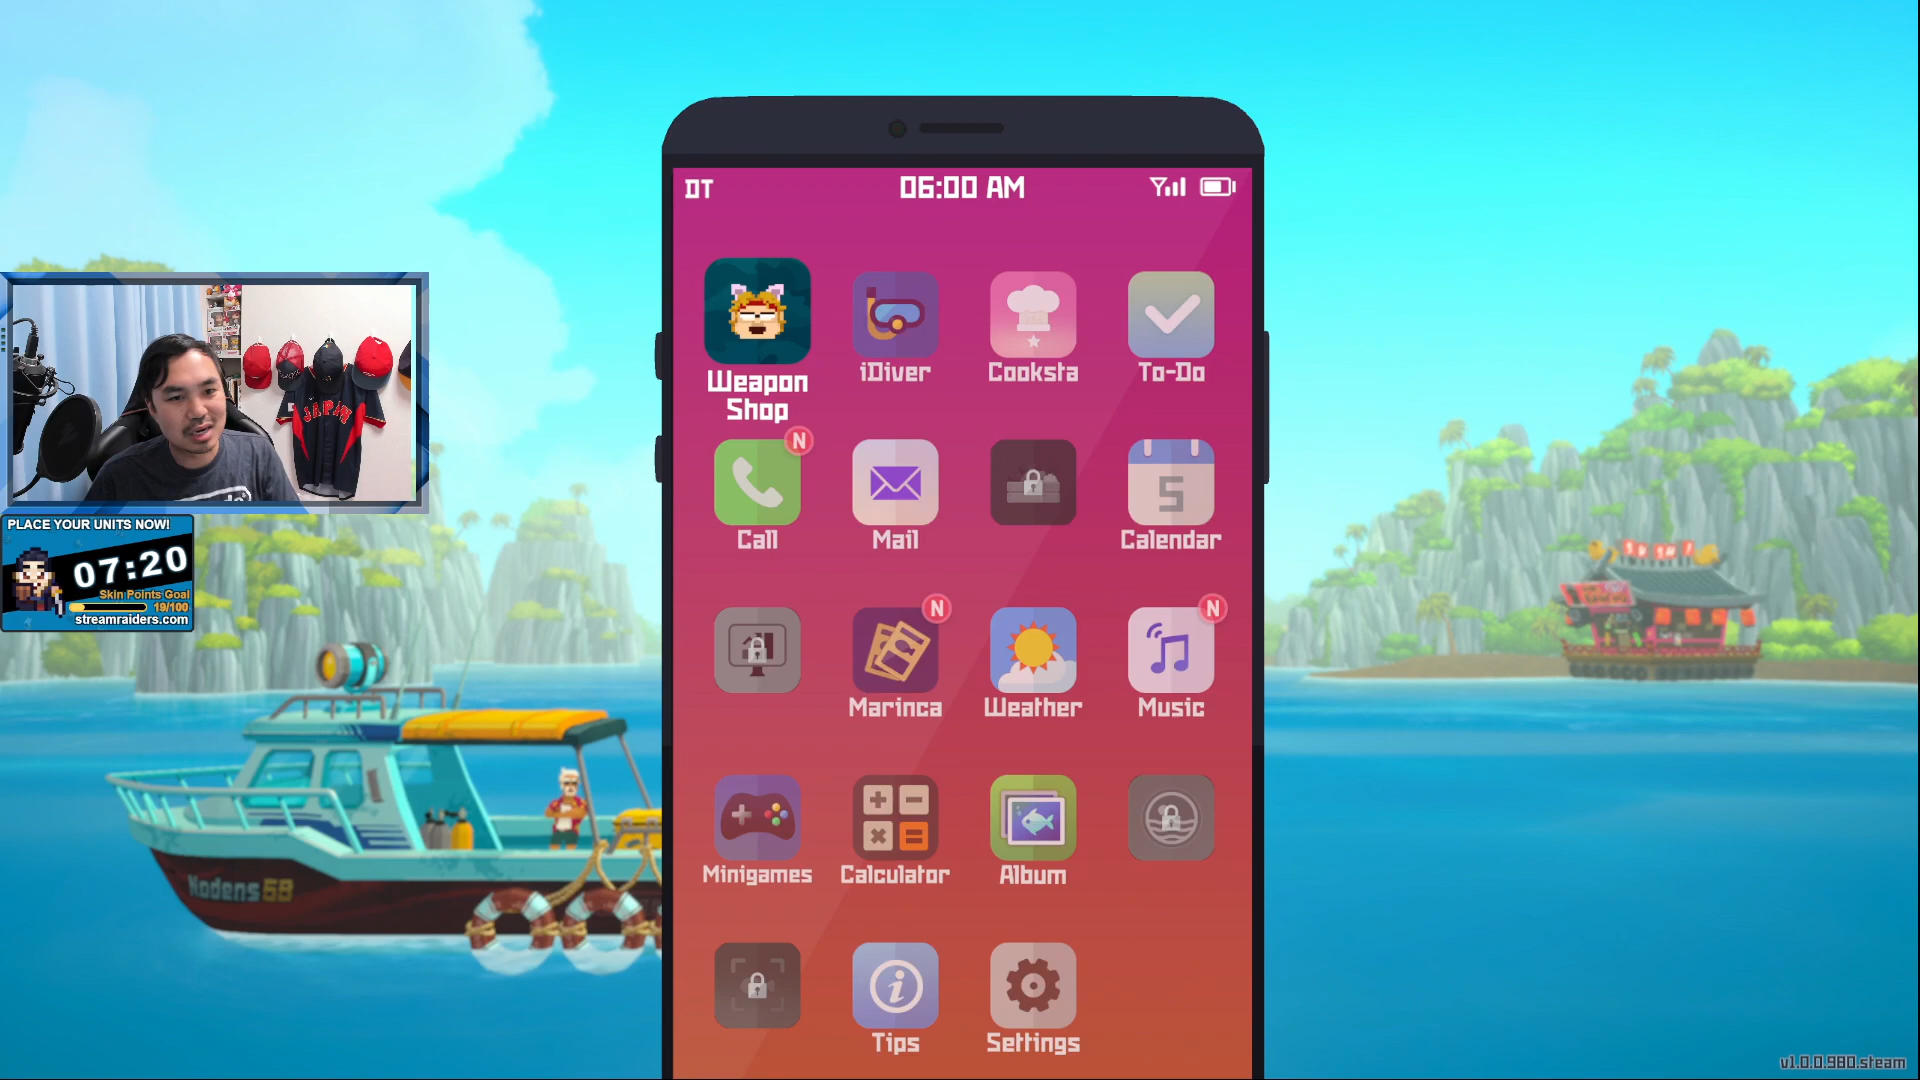 DT
06:00 AM
Weapon
Shop
iDiver
Cooksta
To-Do
N
Call
Mail
5
Calendar
N
Marinca
Weather
N
Music
Minigames
Calculator
Album
Tips
Settings
JAPAN
PLACE YOUR UNITS NOW!
07:20
Skin Points Goal
19/100
streamraiders.com
Nodens 58
v1.0.0.980.steam